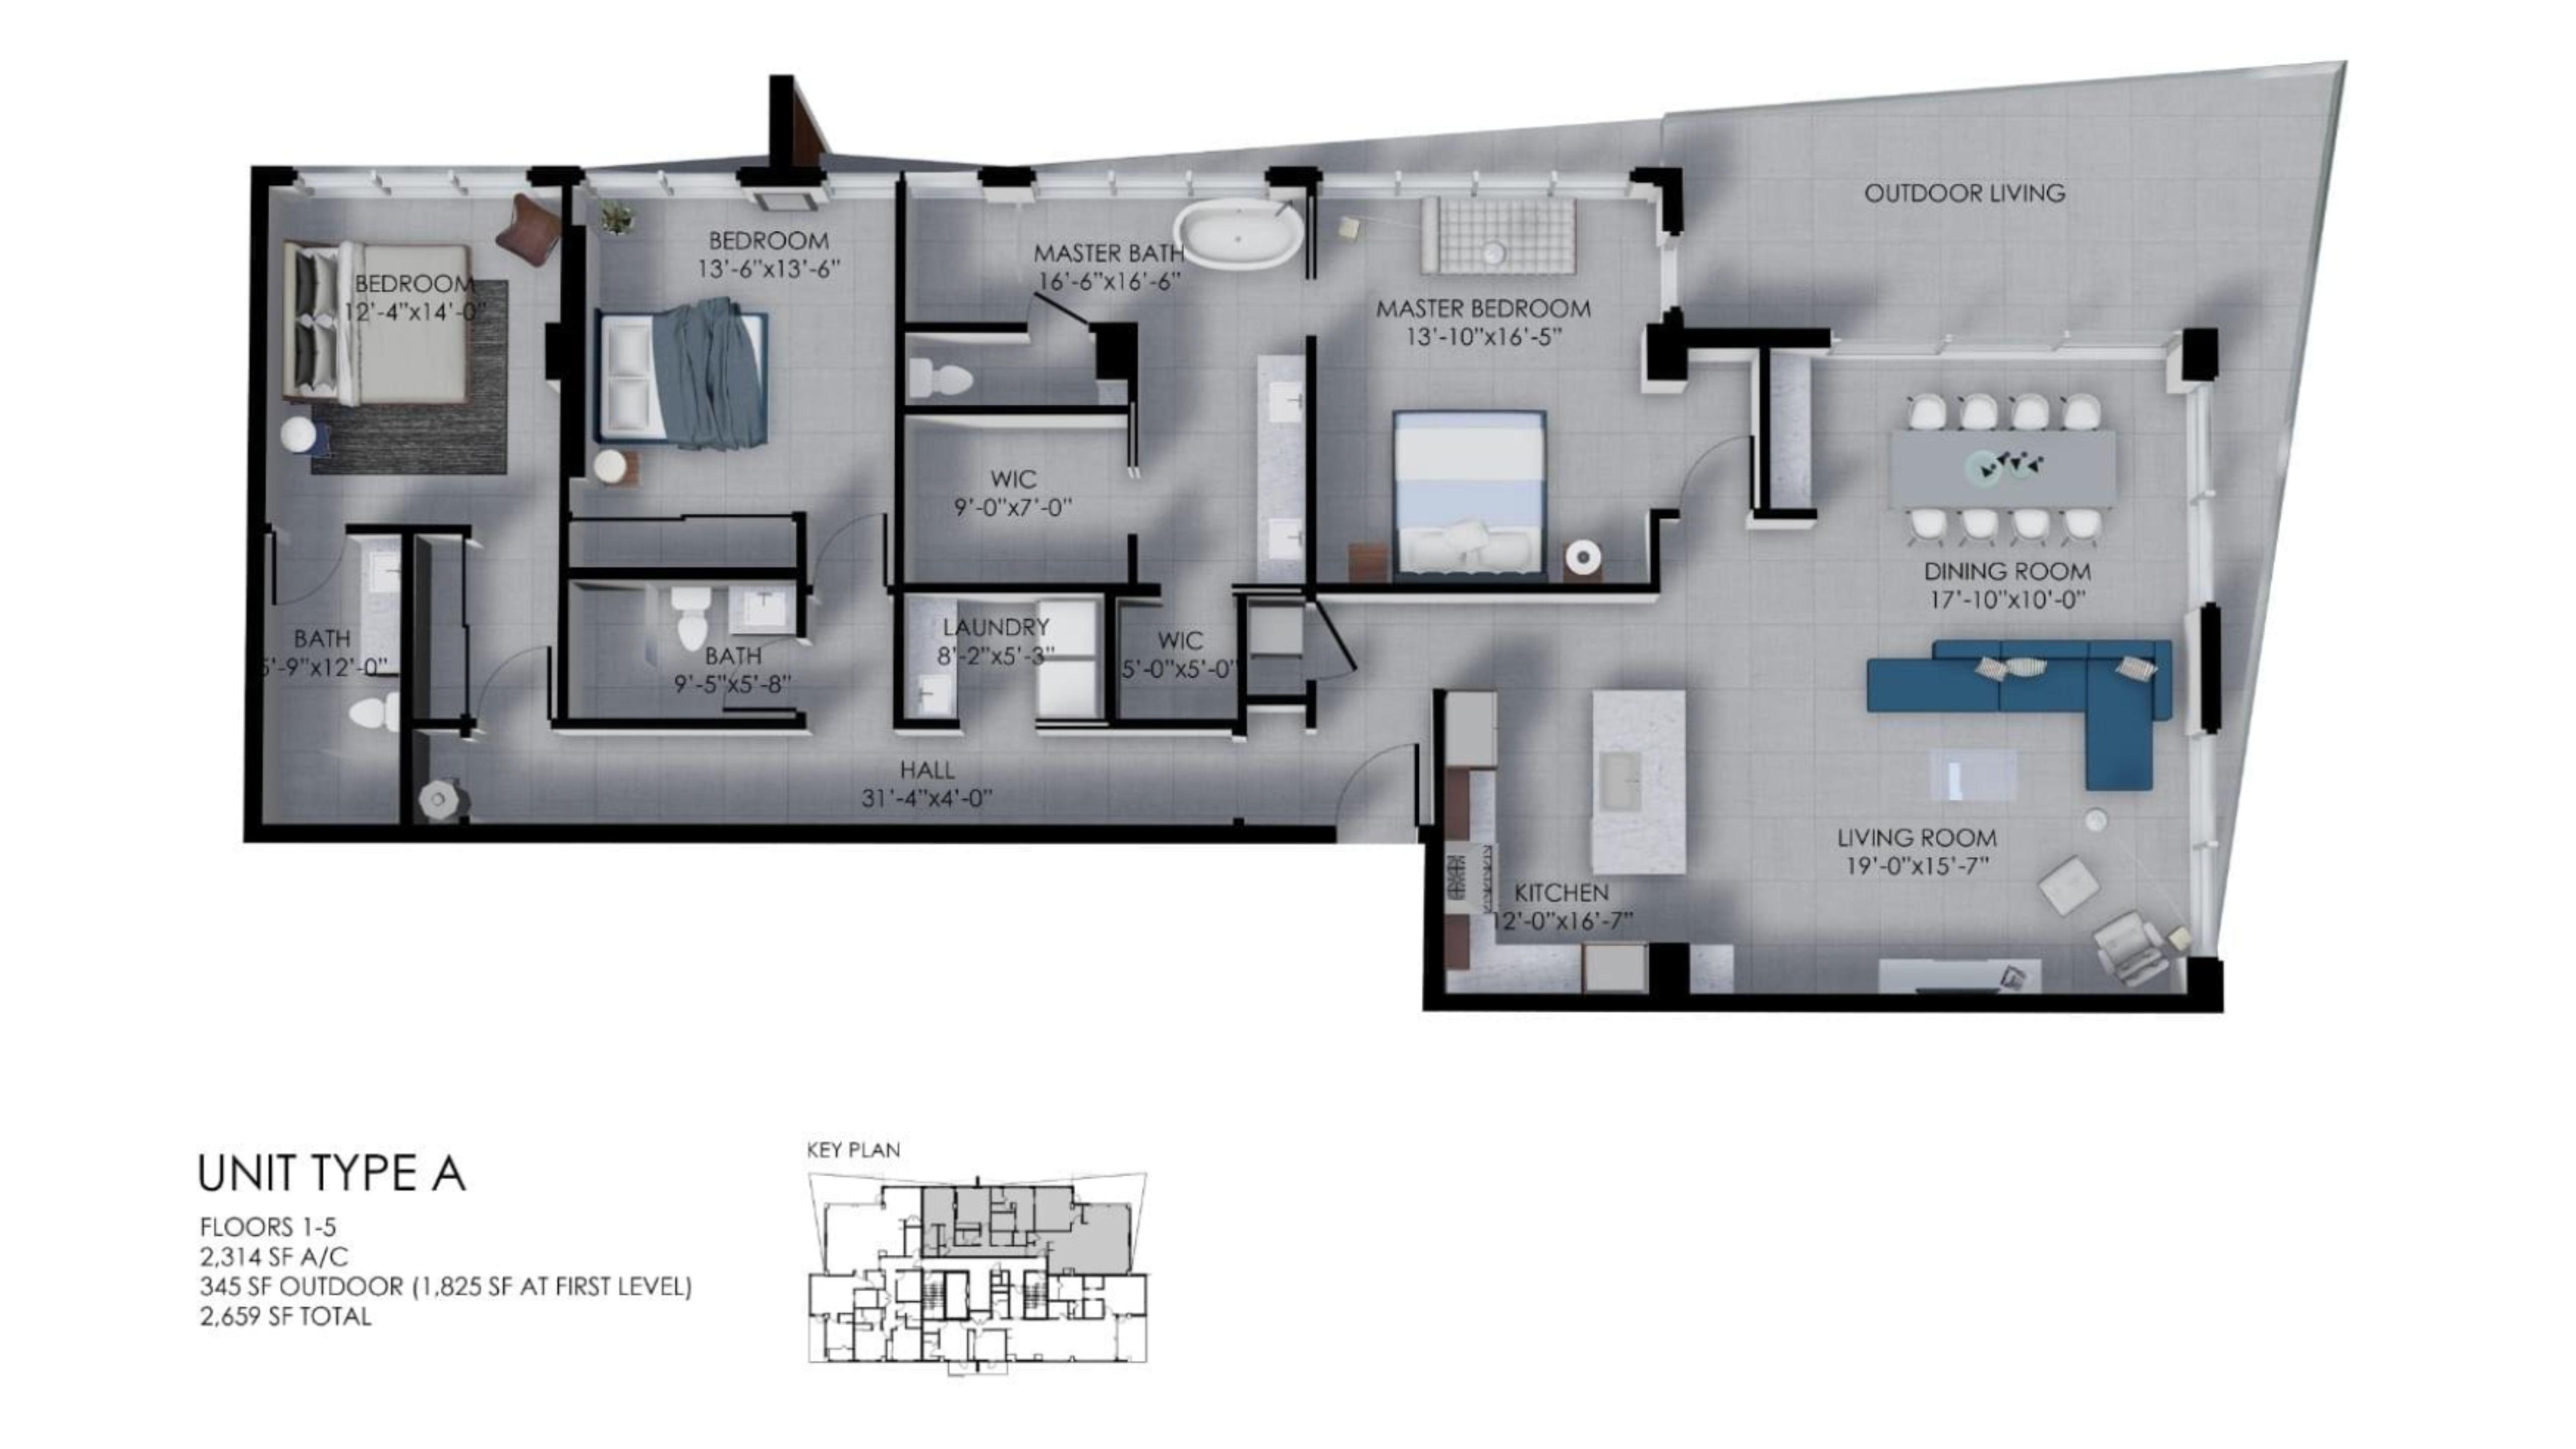 OUTDOOR LIVING
BEDROOM
13'-6"x13'-6"
MASTER BATH
16'-6"x16'-6"
BEDROOM
12'-4"x14'-0"
MASTER BEDROOM
13'-10"x16'-5"
WIC
9'-0"x7'-0"
DINING ROOM
17'-10"x10'-0"
BATH
5'-9"x12'-0"
BATH
9'-5"x5'-8"
LAUNDRY
8'-2"x5'-3"
WIC
5'-0"x5'-0"
HALL
31'-4"x4'-0"
LIVING ROOM
19'-0"x15'-7"
KITCHEN
12'-0"x16'-7"
UNIT TYPE A
FLOORS 1-5
2,314 SF A/C
345 SF OUTDOOR (1,825 SF AT FIRST LEVEL)
2,659 SF TOTAL
KEY PLAN